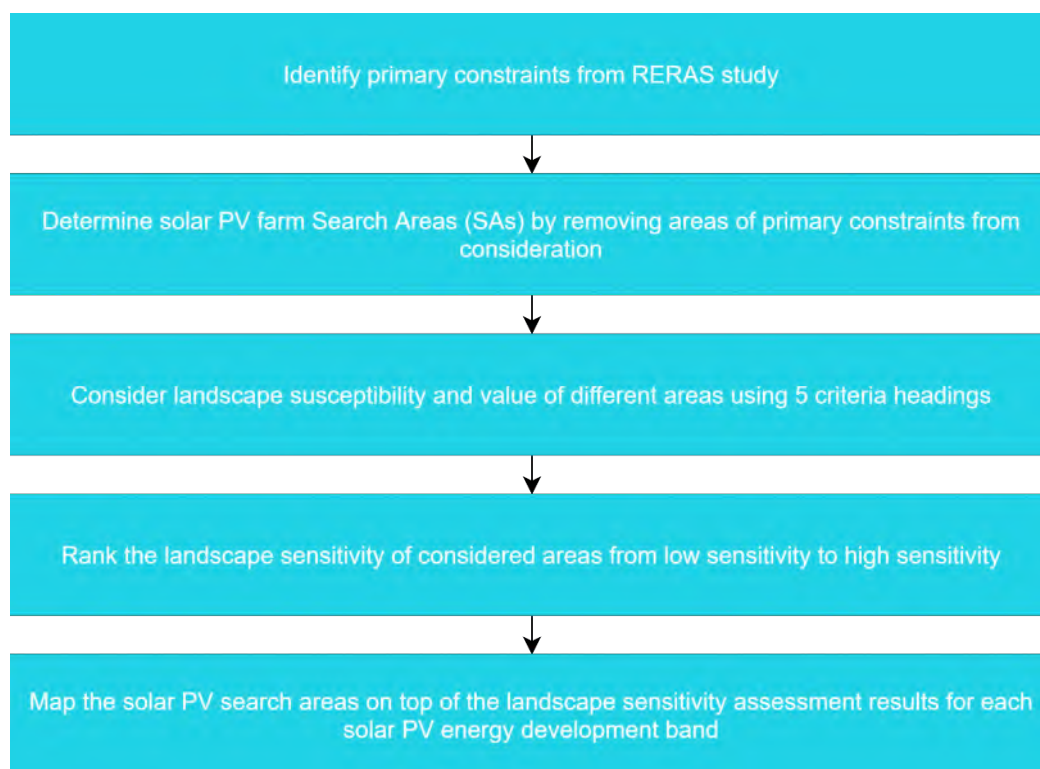 Identify primary constraints from RERAS study
Determine solar PV farm Search Areas (SAs) by removing areas of primary constraints from
consideration
Consider landscape susceptibility and value of different areas using 5 criteria headings
Rank the landscape sensitivity of considered areas from low sensitivity to high sensitivity
Map the solar PV search areas on top of the landscape sensitivity assessment results for each
solar PV energy development band